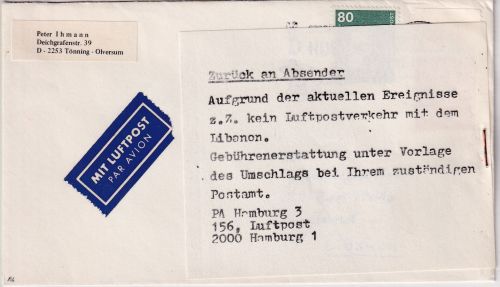 Peter Ihmann
Deichgrafenstr. 39
D - 2253 Tönning - Olversum
80
MIT LUFTPOST
PAR AVION
Zurück an Absender
Aufgrund der aktuellen Ereignisse
z.Z. kein Luftpostverkehr mit dem
Libanon.
Gebührenerstattung unter Vorlage
des Umschlags bei Ihrem zuständigen
Postamt.
PA Hamburg 3
156, Luftpost
2000 Hamburg 1